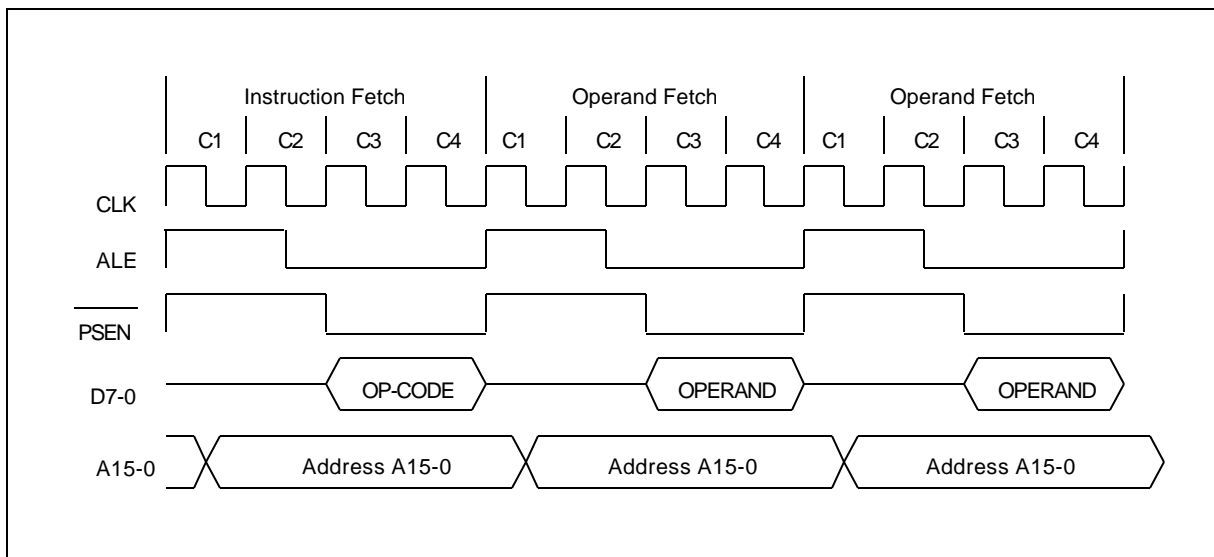 Instruction Fetch Operand Fetch Operand Fetch
C1 C2 C3 C4 C1 C2 C3 C4 C1 C2 C3 C4
CLK
ALE
PSEN
D7-0 OP-CODE OPERAND OPERAND
A15-0 Address A15-0 Address A15-0 Address A15-0